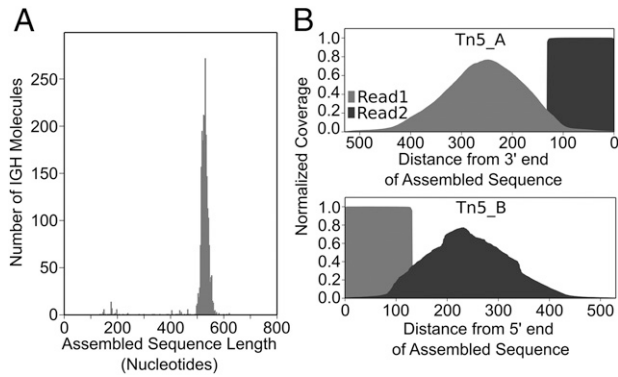 A
Number of IGH Molecules
250
200
150
100
50
0
0 200 400 600 800
Assembled Sequence Length
(Nucleotides)
B
Normalized Coverage
Tn5_A
1.0
0.8
0.6
0.4
0.2
0.0
Read1
Read2
500 400 300 200 100 0
Distance from 3' end
of Assembled Sequence
Tn5_B
1.0
0.8
0.6
0.4
0.2
0.0
0 100 200 300 400 500
Distance from 5' end
of Assembled Sequence